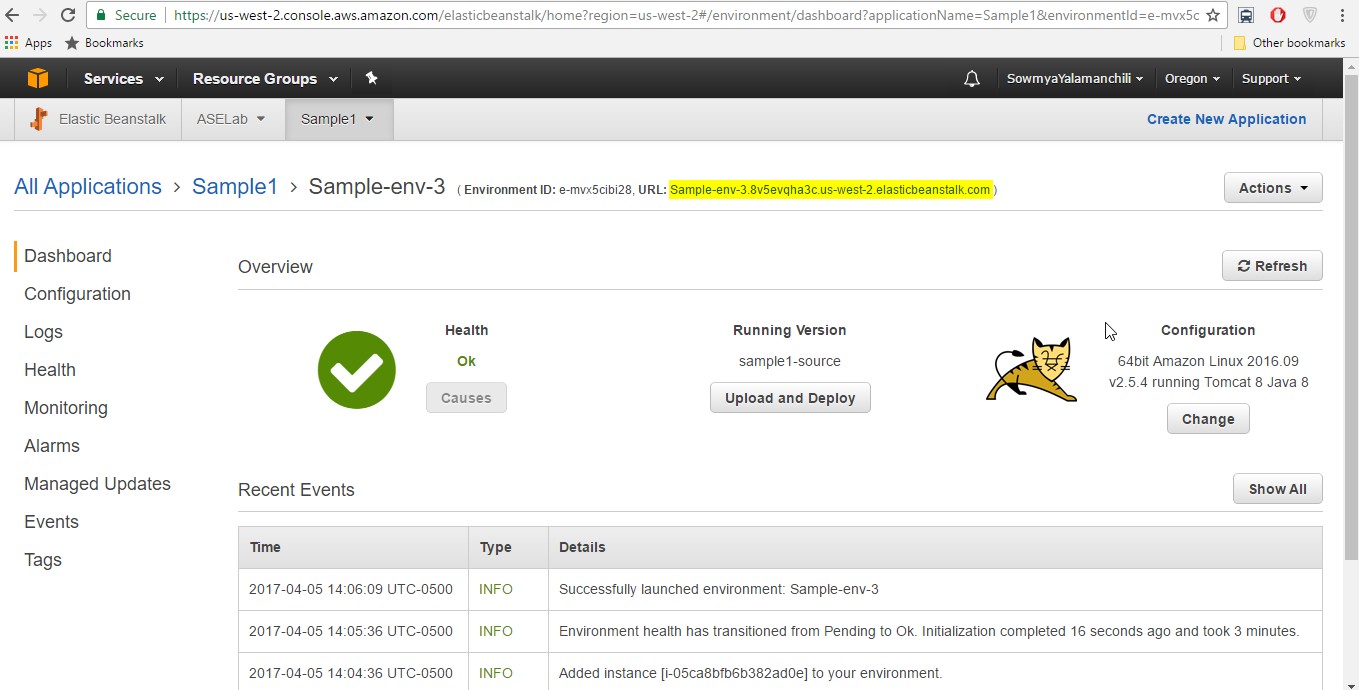 Secure https://us-west-2.console.aws.amazon.com/elasticbeanstalk/home?region=us-west-2#/environment/dashboard?applicationName=Sample1&environmentId=e-mvx5c
Apps Bookmarks Other bookmarks
Services Resource Groups SowmyaYalamanchili Oregon Support
Elastic Beanstalk ASELab Sample1 Create New Application
All Applications > Sample1 > Sample-env-3 ( Environment ID: e-mvx5cibi28, URL: Sample-env-3.8v5evqha3c.us-west-2.elasticbeanstalk.com ) Actions
Dashboard
Configuration
Logs
Health
Monitoring
Alarms
Managed Updates
Events
Tags
Overview Refresh
Health
Ok
Causes
Running Version
sample1-source
Upload and Deploy
Configuration
64bit Amazon Linux 2016.09
v2.5.4 running Tomcat 8 Java 8
Change
Recent Events Show All
Time Type Details
2017-04-05 14:06:09 UTC-0500 INFO Successfully launched environment: Sample-env-3
2017-04-05 14:05:36 UTC-0500 INFO Environment health has transitioned from Pending to Ok. Initialization completed 16 seconds ago and took 3 minutes.
2017-04-05 14:04:36 UTC-0500 INFO Added instance [i-05ca8bfb6b382ad0e] to your environment.